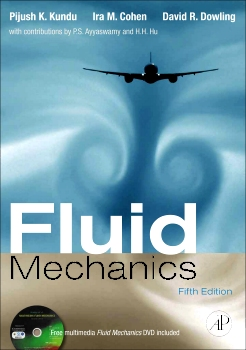 Pijush K. Kundu Ira M. Cohen David R. Dowling
with contributions by P.S. Ayyaswamy and H.H. Hu
Fluid
Mechanics
Fifth Edition
Free multimedia Fluid Mechanics DVD included
AP